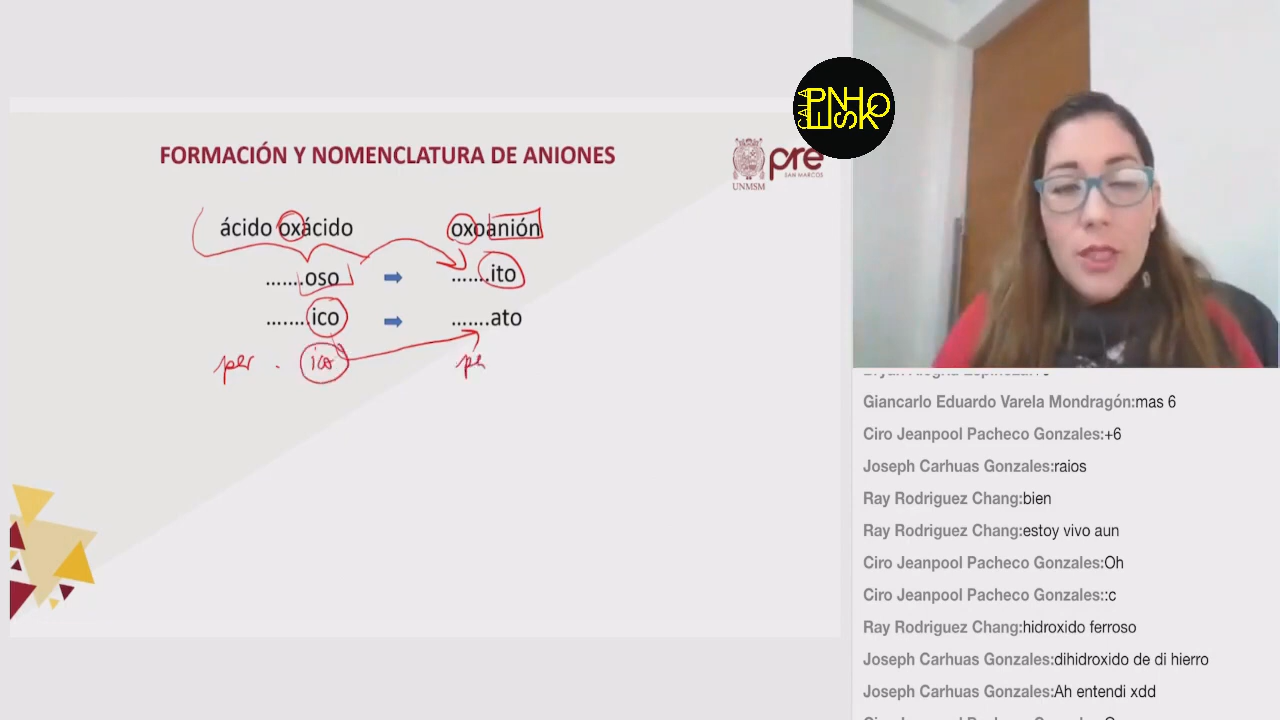 FORMACIÓN Y NOMENCLATURA DE ANIONES
UNMSM
pre
SAN MARCOS
CALA
PENSHOK
ácido oxácido oxoanión
.......oso .......ito
.......ico .......ato
per . ico pe
Giancarlo Eduardo Varela Mondragón:mas 6
Ciro Jeanpool Pacheco Gonzales:+6
Joseph Carhuas Gonzales:raios
Ray Rodriguez Chang:bien
Ray Rodriguez Chang:estoy vivo aun
Ciro Jeanpool Pacheco Gonzales:Oh
Ciro Jeanpool Pacheco Gonzales::c
Ray Rodriguez Chang:hidroxido ferroso
Joseph Carhuas Gonzales:dihidroxido de di hierro
Joseph Carhuas Gonzales:Ah entendi xdd